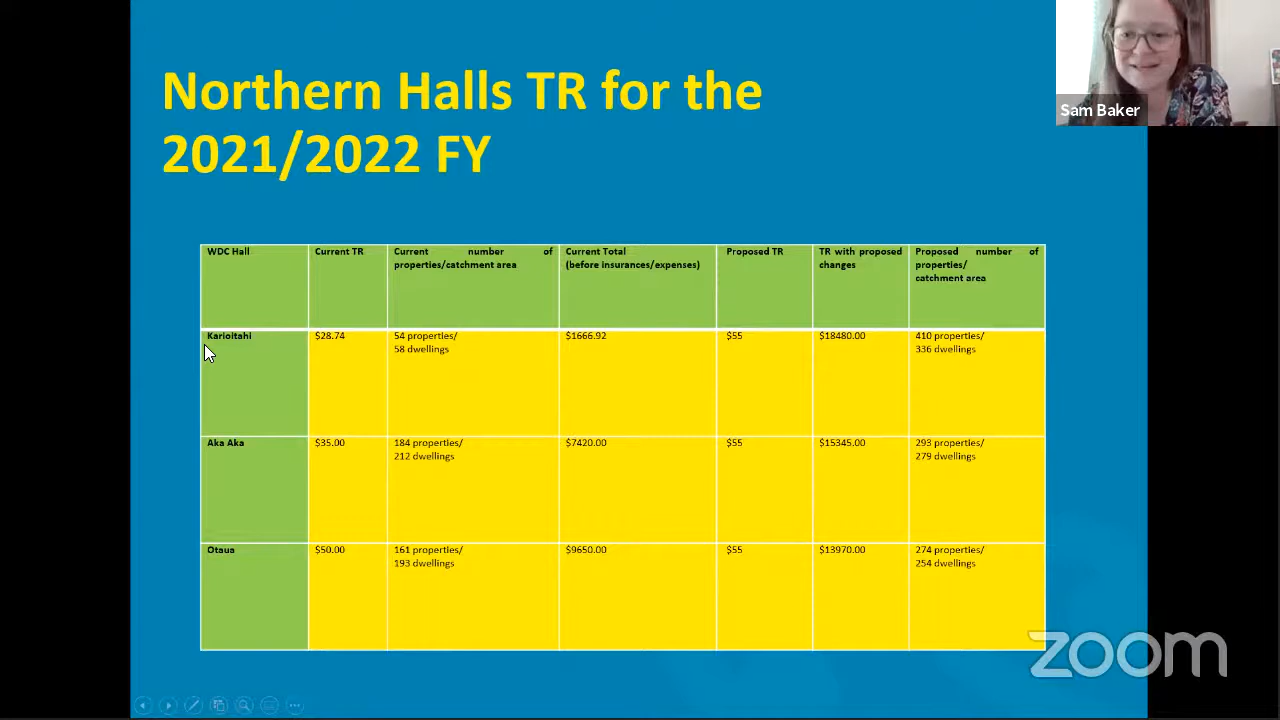 Northern Halls TR for the
2021/2022 FY
Sam Baker
WDC Hall
Current TR
Current number of
properties/catchment area
Current Total
(before insurances/expenses)
Proposed TR
TR with proposed
changes
Proposed number of
properties/
catchment area
Karioitahi
$28.74
54 properties/
58 dwellings
$1666.92
$55
$18480.00
410 properties/
336 dwellings
Aka Aka
$35.00
184 properties/
212 dwellings
$7420.00
$55
$15345.00
293 properties/
279 dwellings
Otaua
$50.00
161 properties/
193 dwellings
$9650.00
$55
$13970.00
274 properties/
254 dwellings
zoom